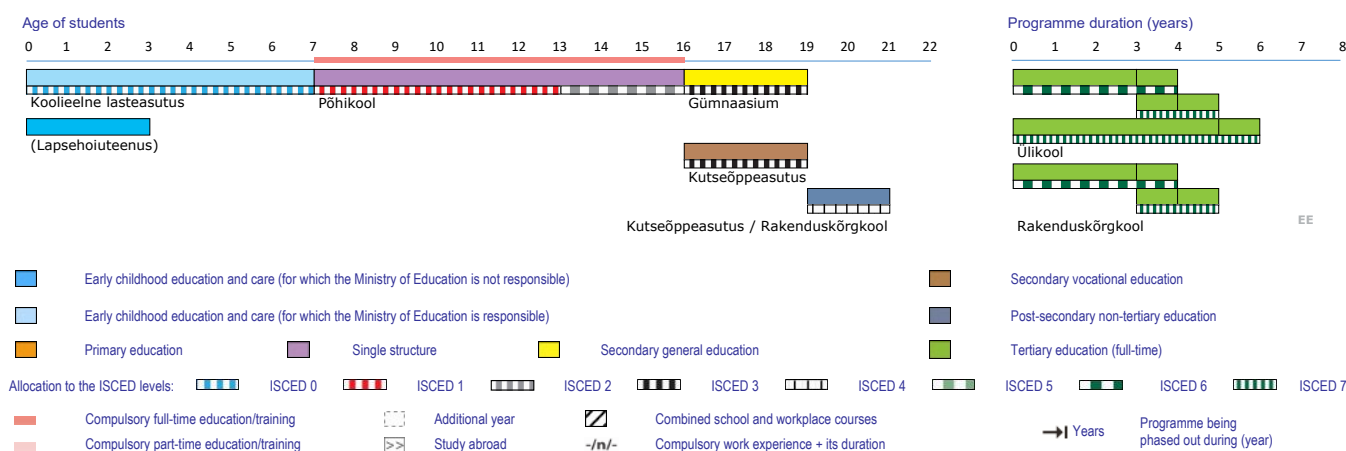 Age of students
Programme duration (years)
0 1 2 3 4 5 6 7 8 9 10 11 12 13 14 15 16 17 18 19 20 21 22
0 1 2 3 4 5 6 7 8
Koolieelne lasteasutus
Põhikool
Gümnaasium
(Lapsehoiuteenus)
Ülikool
Kutseõppeasutus
Kutseõppeasutus / Rakenduskõrgkool
Rakenduskõrgkool
EE
Early childhood education and care (for which the Ministry of Education is not responsible)
Secondary vocational education
Early childhood education and care (for which the Ministry of Education is responsible)
Post-secondary non-tertiary education
Primary education
Single structure
Secondary general education
Tertiary education (full-time)
Allocation to the ISCED levels: ISCED 0 ISCED 1 ISCED 2 ISCED 3 ISCED 4 ISCED 5 ISCED 6 ISCED 7
Compulsory full-time education/training
Additional year
Combined school and workplace courses
Years
Programme being
phased out during (year)
Compulsory part-time education/training
>> Study abroad
-/n/- Compulsory work experience + its duration